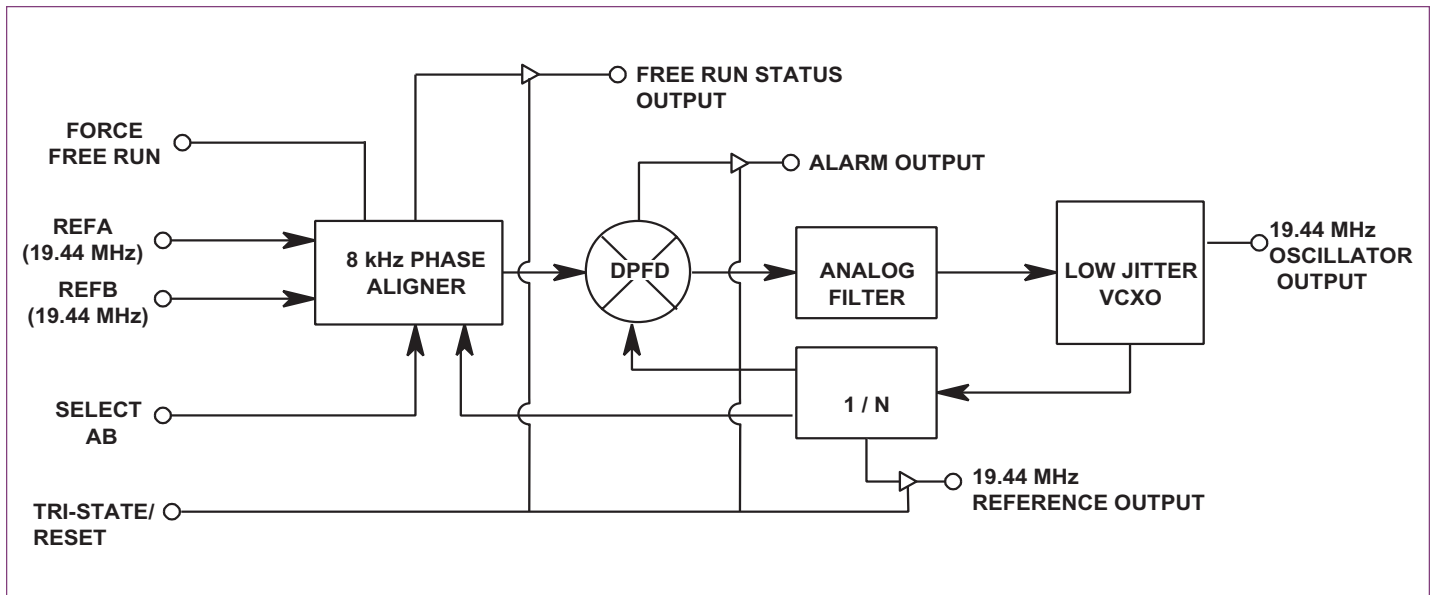 FREE RUN STATUS
OUTPUT
FORCE
FREE RUN
ALARM OUTPUT
REFA
(19.44 MHz)
REFB
(19.44 MHz)
8 kHz PHASE
ALIGNER
DPFD
ANALOG
FILTER
LOW JITTER
VCXO
19.44 MHz
OSCILLATOR
OUTPUT
SELECT
AB
1 / N
19.44 MHz
REFERENCE OUTPUT
TRI-STATE/
RESET